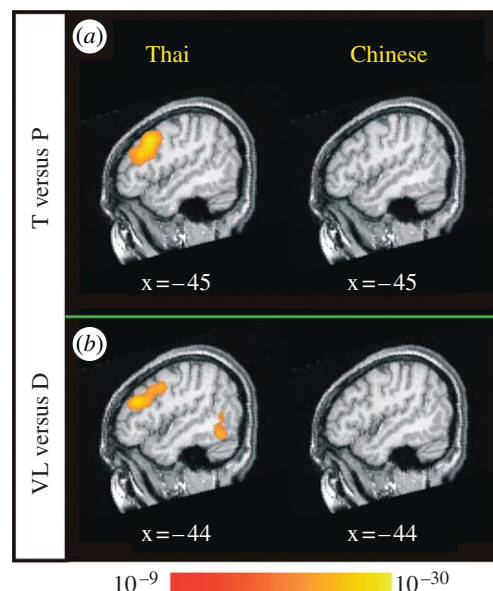 (a)
Thai Chinese
T versus P
x = −45 x = −45
(b)
VL versus D
x = −44 x = −44
10⁻⁹ 10⁻³⁰